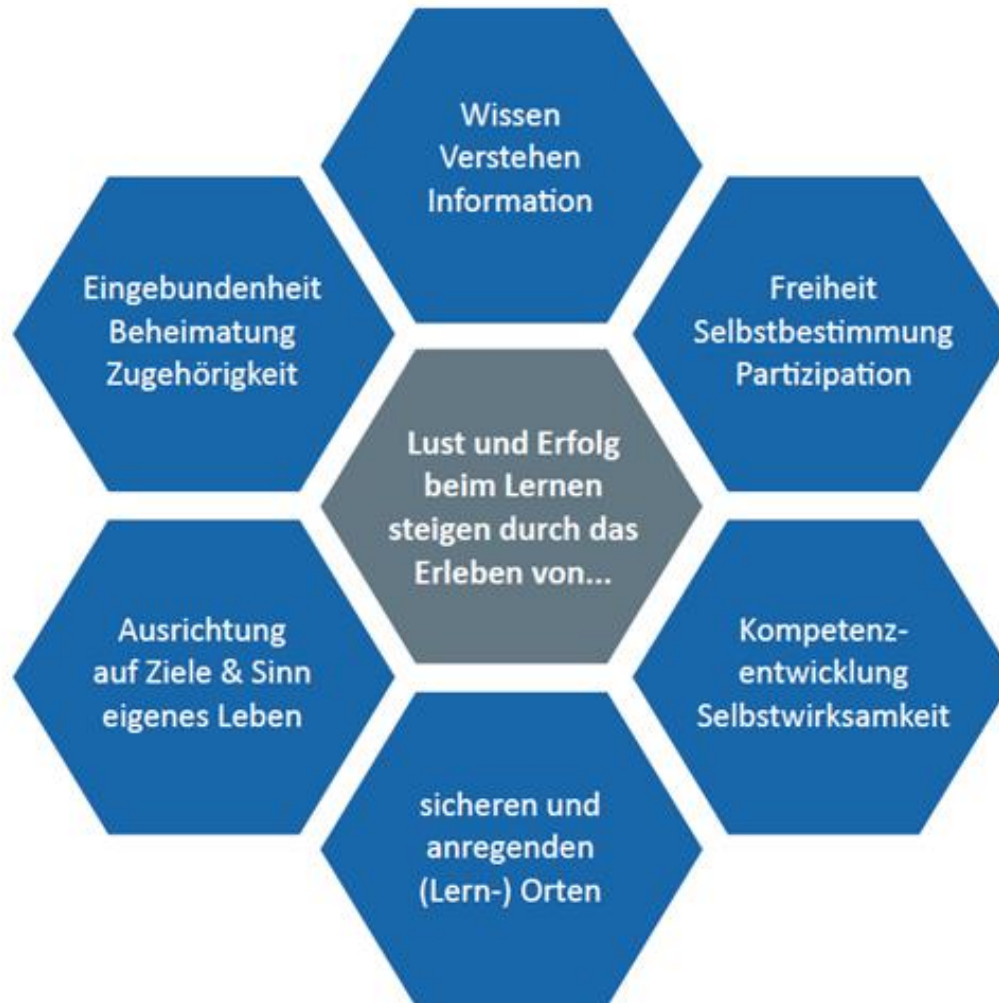 Wissen
Verstehen
Information
Eingebundenheit
Beheimatung
Zugehörigkeit
Freiheit
Selbstbestimmung
Partizipation
Lust und Erfolg
beim Lernen
steigen durch das
Erleben von...
Ausrichtung
auf Ziele & Sinn
eigenes Leben
Kompetenz-
entwicklung
Selbstwirksamkeit
sicheren und
anregenden
(Lern-) Orten